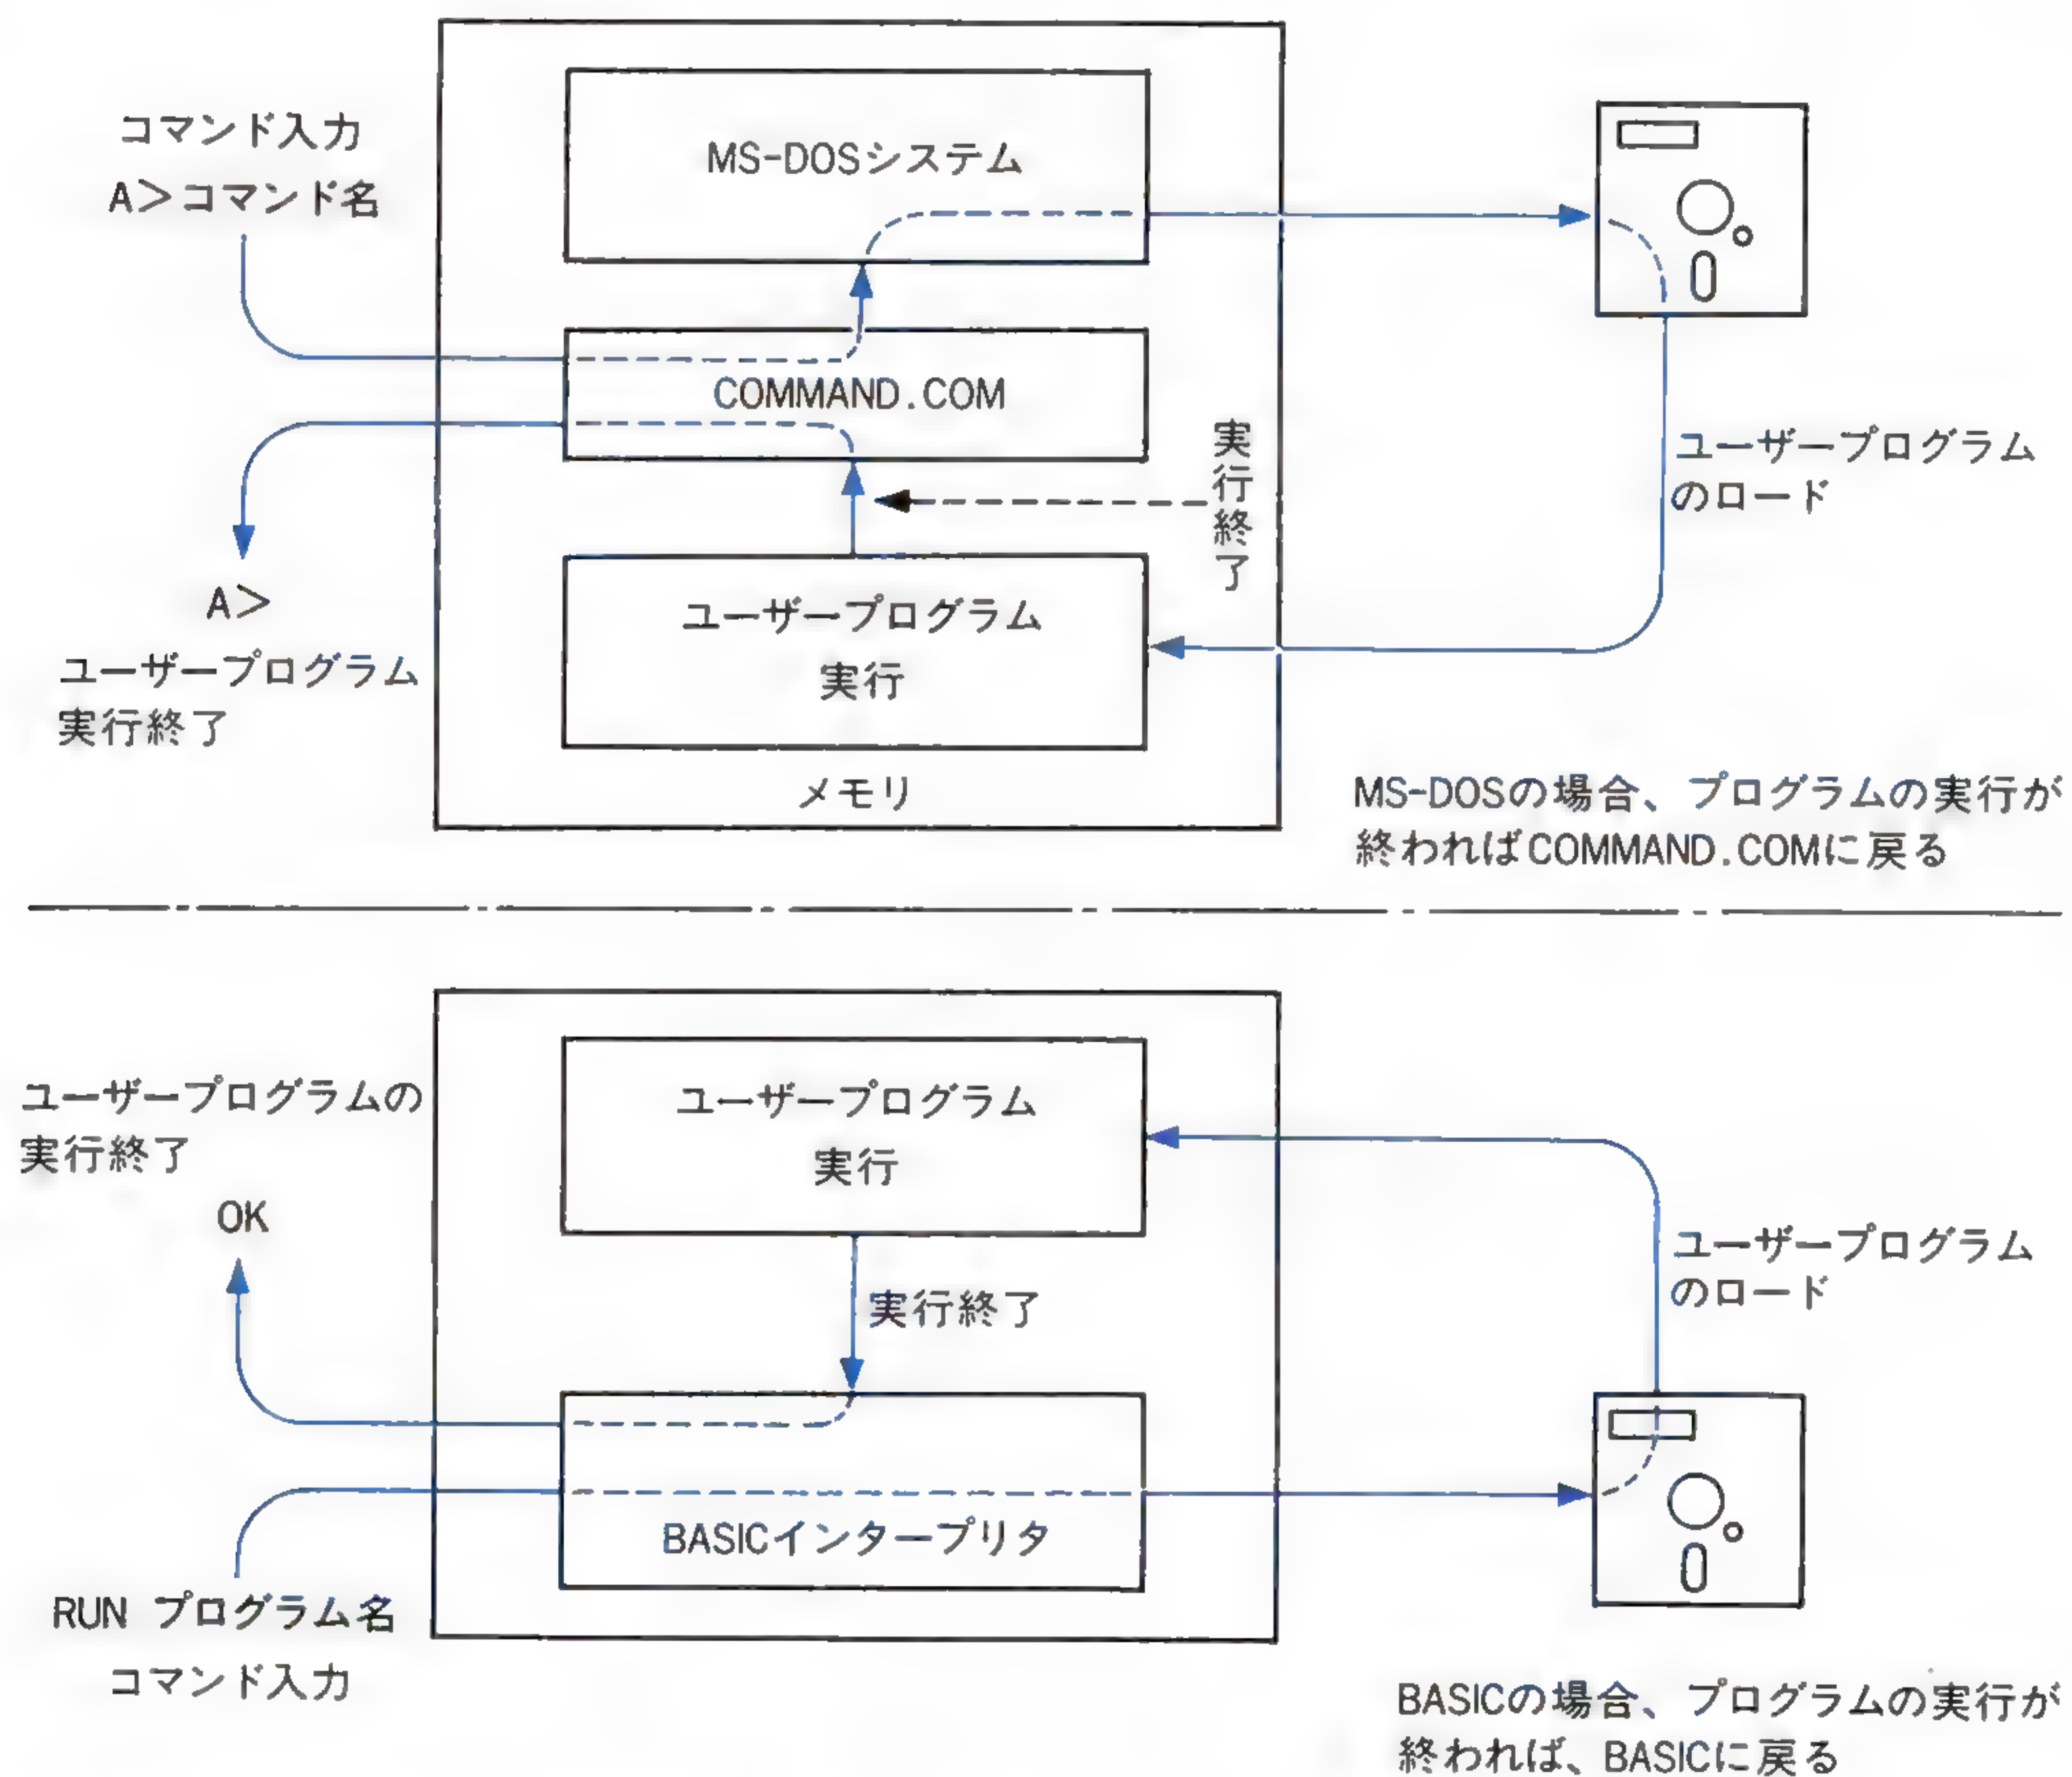 コマンド入力
A>コマンド名
MS-DOSシステム
COMMAND.COM
実行終了
ユーザープログラム
のロード
A>
ユーザープログラム
実行終了
ユーザープログラム
実行
メモリ
MS-DOSの場合、プログラムの実行が
終わればCOMMAND.COMに戻る
ユーザープログラムの
実行終了
OK
ユーザープログラム
実行
実行終了
ユーザープログラム
のロード
BASICインタープリタ
RUN プログラム名
コマンド入力
BASICの場合、プログラムの実行が
終われば、BASICに戻る